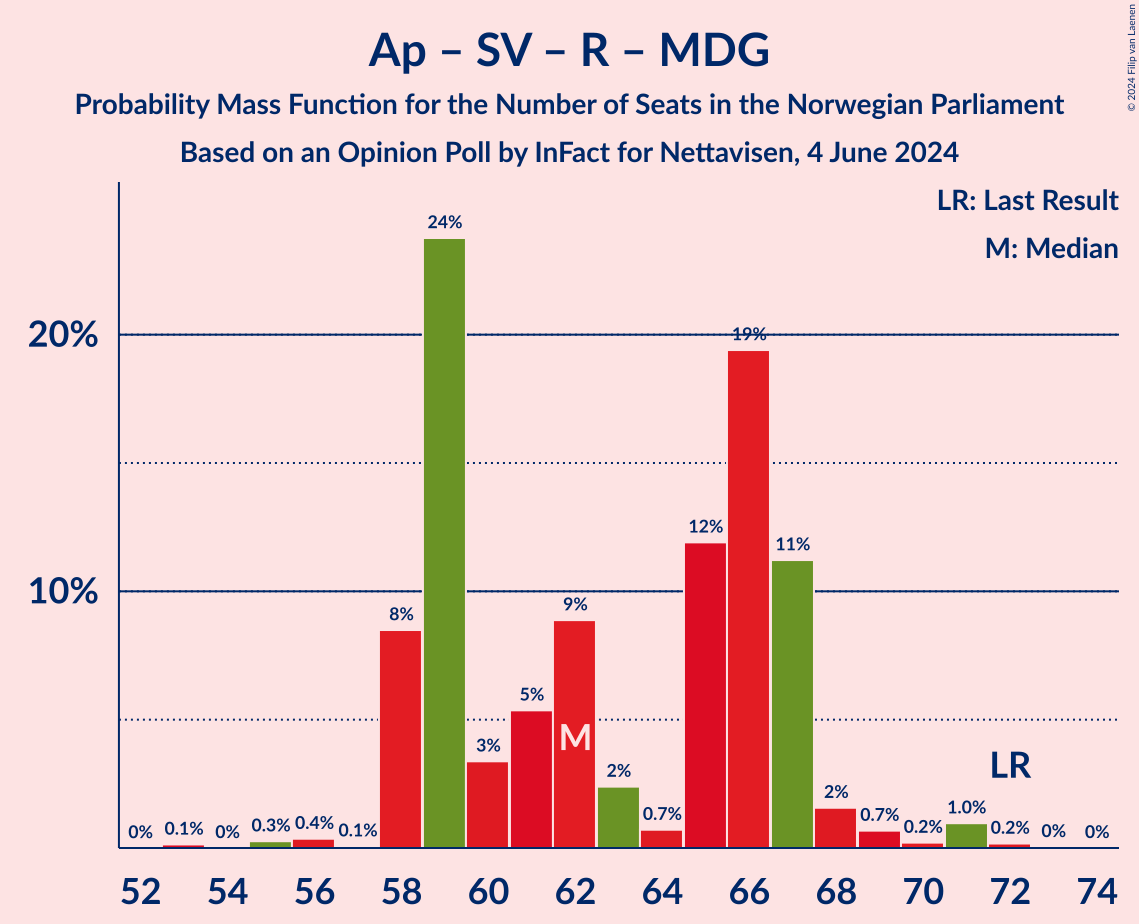 Ap – SV – R – MDG
Probability Mass Function for the Number of Seats in the Norwegian Parliament
Based on an Opinion Poll by InFact for Nettavisen, 4 June 2024
© 2024 Filip van Laenen
LR: Last Result
M: Median
20%
10%
0%
0.1%
0%
0.3%
0.4%
0.1%
8%
24%
3%
5%
9%
2%
0.7%
12%
19%
11%
2%
0.7%
0.2%
1.0%
0.2%
0%
0%
M
LR
52 54 56 58 60 62 64 66 68 70 72 74